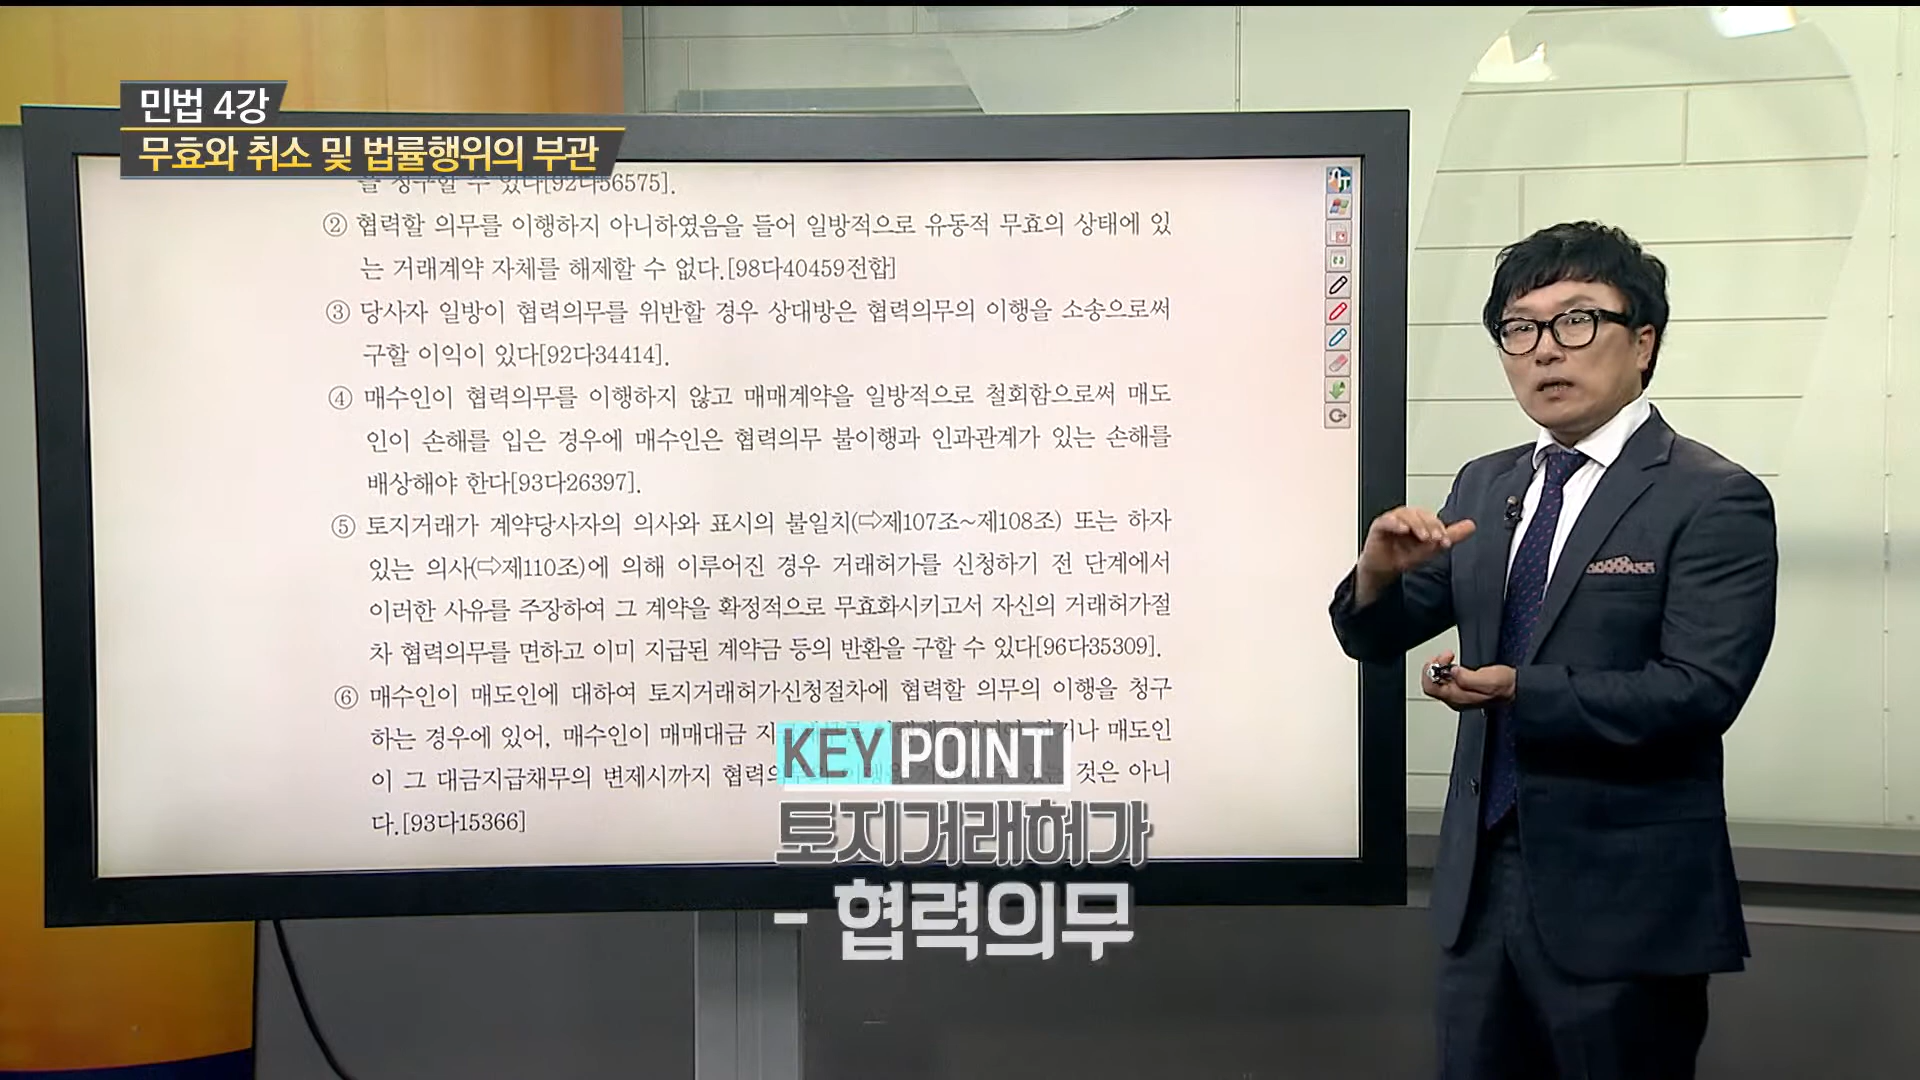 민법 4강
무효와 취소 및 법률행위의 부관
를 청구할 수 있다[92다56575].
② 협력할 의무를 이행하지 아니하였음을 들어 일방적으로 유동적 무효의 상태에 있
는 거래계약 자체를 해제할 수 없다.[98다40459전합]
③ 당사자 일방이 협력의무를 위반할 경우 상대방은 협력의무의 이행을 소송으로써
구할 이익이 있다[92다34414].
④ 매수인이 협력의무를 이행하지 않고 매매계약을 일방적으로 철회함으로써 매도
인이 손해를 입은 경우에 매수인은 협력의무 불이행과 인과관계가 있는 손해를
배상해야 한다[93다26397].
⑤ 토지거래가 계약당사자의 의사와 표시의 불일치(⇨제107조~제108조) 또는 하자
있는 의사(⇨제110조)에 의해 이루어진 경우 거래허가를 신청하기 전 단계에서
이러한 사유를 주장하여 그 계약을 확정적으로 무효화시키고서 자신의 거래허가절
차 협력의무를 면하고 이미 지급된 계약금 등의 반환을 구할 수 있다[96다35309].
⑥ 매수인이 매도인에 대하여 토지거래허가신청절차에 협력할 의무의 이행을 청구
하는 경우에 있어, 매수인이 매매대금 매도인
이 그 대금지급채무의 변제시까지 것은 아니
다.[93다15366]
KEY POINT
토지거래허가
- 협력의무